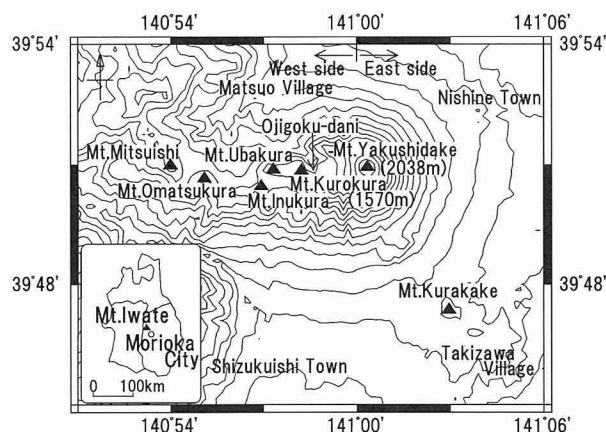 140°54' 141°00' 141°06'
39°54' 39°54'
West side East side
Matsuo Village
Nishine Town
Ojigoku-dani
Mt.Mitsuishi Mt.Ubakura Mt.Yakushidake
(2038m)
Mt.Omatsukura Mt.Kurokura
Mt.Inukura (1570m)
39°48' 39°48'
Mt.Kurakake
Mt.Iwate
Morioka
City
Takizawa
Village
Shizukuishi Town
0 100km
140°54' 141°00' 141°06'